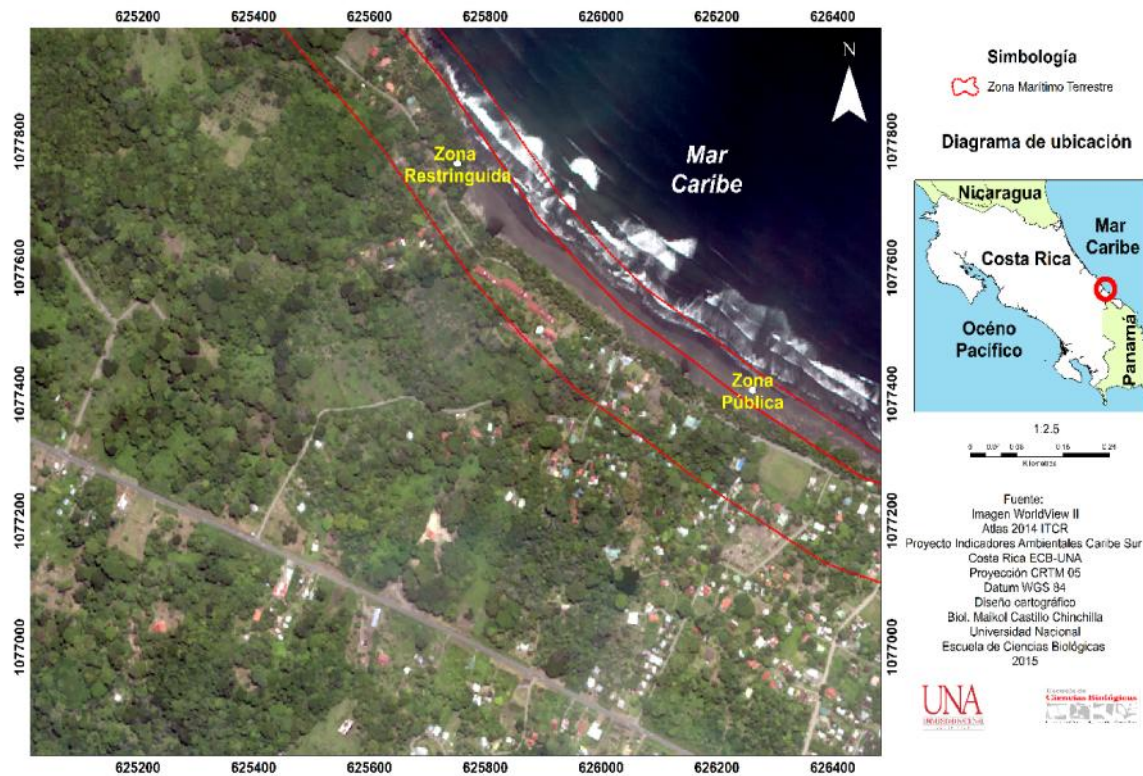 625200 625400 625600 625800 626000 626200 626400
1077800
1077600
1077400
1077200
1077000
N
Mar
Caribe
Zona
Restringuida
Zona
Pública
1077800
1077600
1077400
1077200
1077000
625200 625400 625600 625800 626000 626200 626400
Simbología
Zona Marítimo Terrestre
Diagrama de ubicación
Nicaragua
Mar
Caribe
Costa Rica
Océno
Pacífico
Panamá
1:2.5
Kilometros
Fuente:
Imagen WorldView II
Atlas 2014 ITCR
Proyecto Indicadores Ambientales Caribe Sur
Costa Rica ECB-UNA
Proyección CRTM 05
Datum WGS 84
Diseño cartográfico
Biol. Maikol Castillo Chinchilla
Universidad Nacional
Escuela de Ciencias Biológicas
2015
UNA
UNIVERSIDAD NACIONAL
Ciencias Biológicas